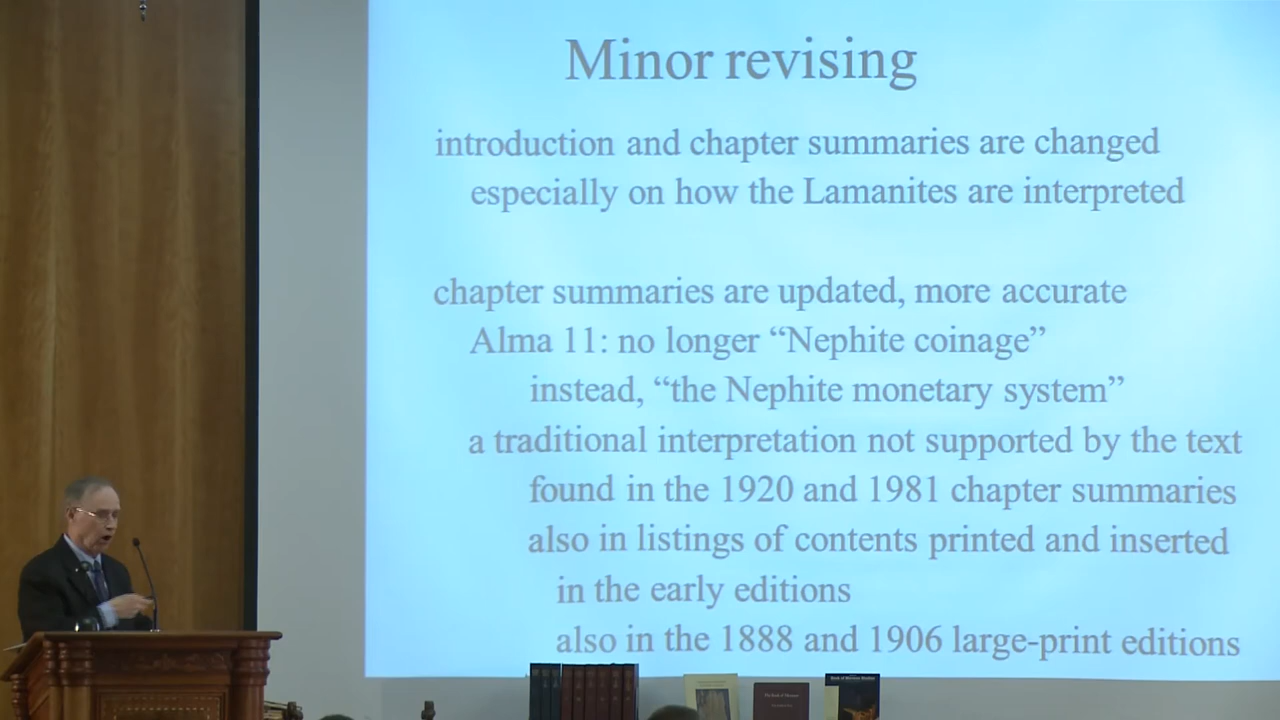 Minor revising
introduction and chapter summaries are changed
especially on how the Lamanites are interpreted
chapter summaries are updated, more accurate
Alma 11: no longer “Nephite coinage”
instead, “the Nephite monetary system”
a traditional interpretation not supported by the text
found in the 1920 and 1981 chapter summaries
also in listings of contents printed and inserted
in the early editions
also in the 1888 and 1906 large-print editions